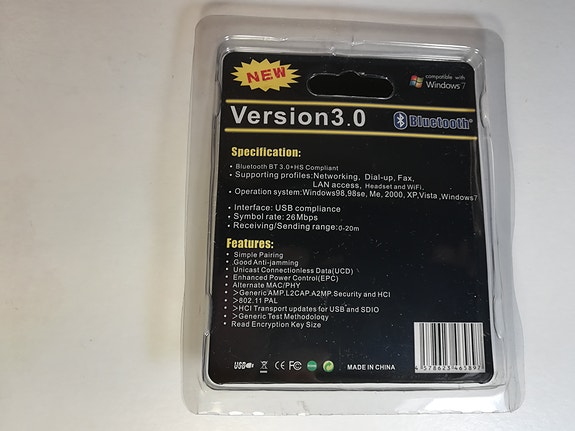 NEW
compatible with
Windows 7
Version3.0
Bluetooth®
Specification:
• Bluetooth BT 3.0+HS Compliant
• Supporting profiles:Networking, Dial-up, Fax,
LAN access, Headset and WiFi,
• Operation system:Windows98,98se, Me, 2000, XP,Vista ,Windows7
• Interface: USB compliance
• Symbol rate: 26Mbps
• Receiving/Sending range:0-20m
Features:
• Simple Pairing
• Good Anti-jamming
• Unicast Connectionless Data(UCD)
• Enhanced Power Control(EPC)
• Alternate MAC/PHY
• >Generic AMP,L2CAP,A2MP,Security and HCI
• >802.11 PAL
• >HCI Transport updates for USB and SDIO
• >Generic Test Methodology
• Read Encryption Key Size
USB CE FC MADE IN CHINA
4 578623 463897